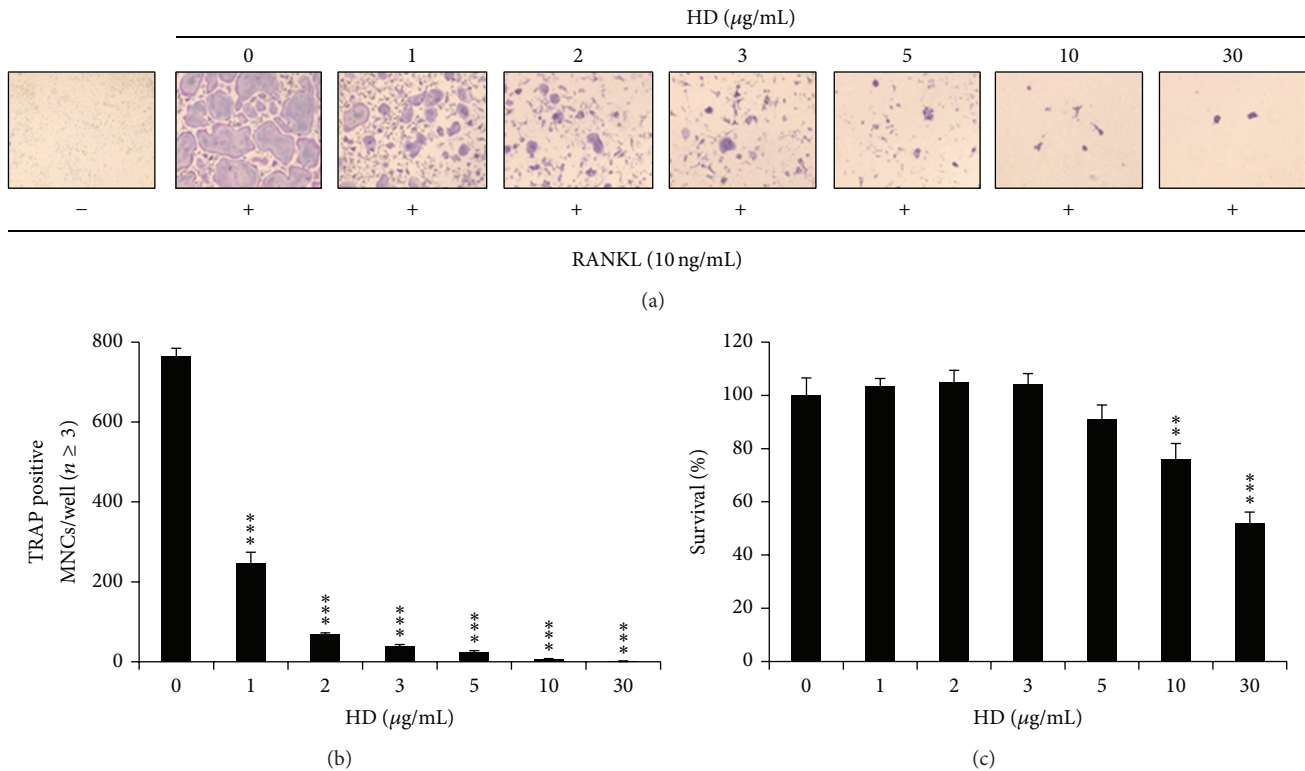 HD (μg/mL)
0 1 2 3 5 10 30
− + + + + + + +
RANKL (10 ng/mL)
(a)
800
600
400
200
0
TRAP positive
MNCs/well (n ≥ 3)
***
***
***
***
***
***
0 1 2 3 5 10 30
HD (μg/mL)
(b)
120
100
80
60
40
20
0
Survival (%)
**
***
0 1 2 3 5 10 30
HD (μg/mL)
(c)